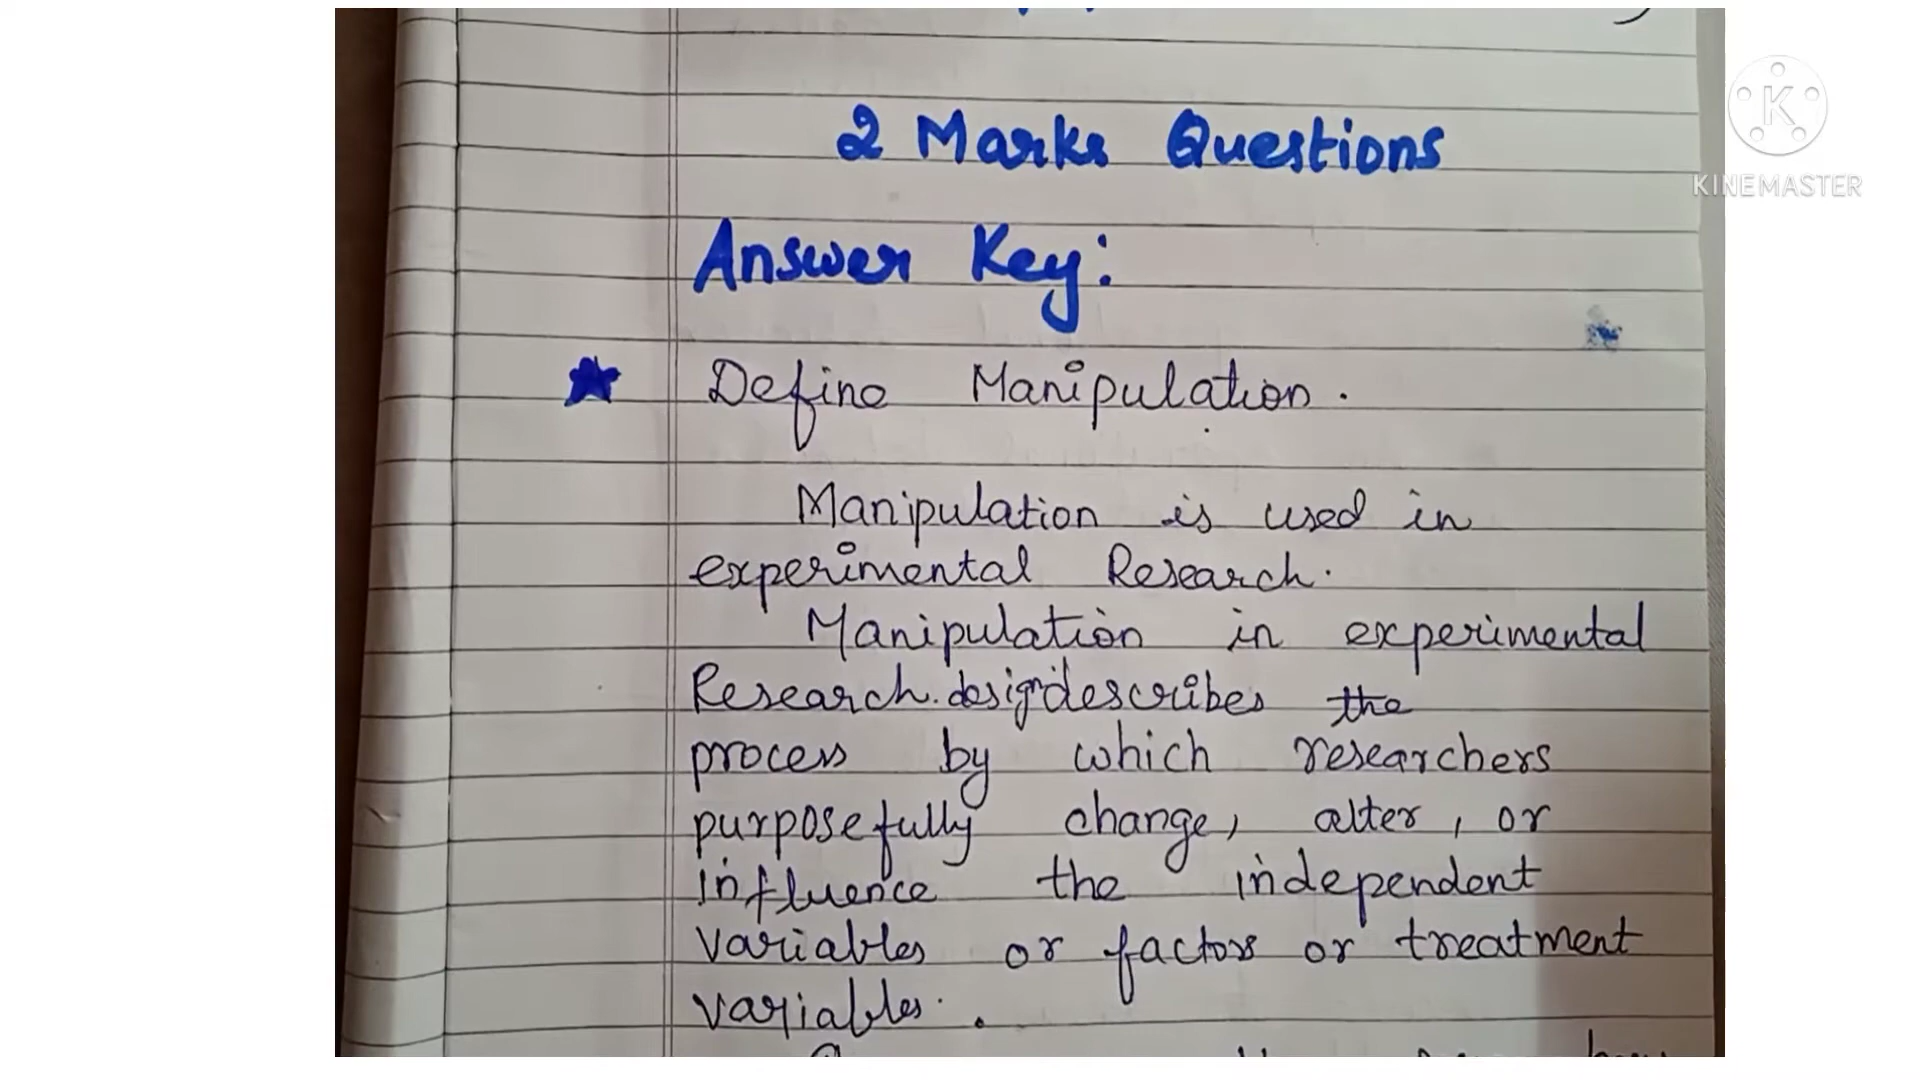 2 Marks Questions
KINEMASTER
Answer Key:
Define Manipulation.
Manipulation is used in
experimental Research.
Manipulation in experimental
Research design describes the
process by which researchers
purposefully change, alter, or
influence the independent
variables or factors or treatment
variables.